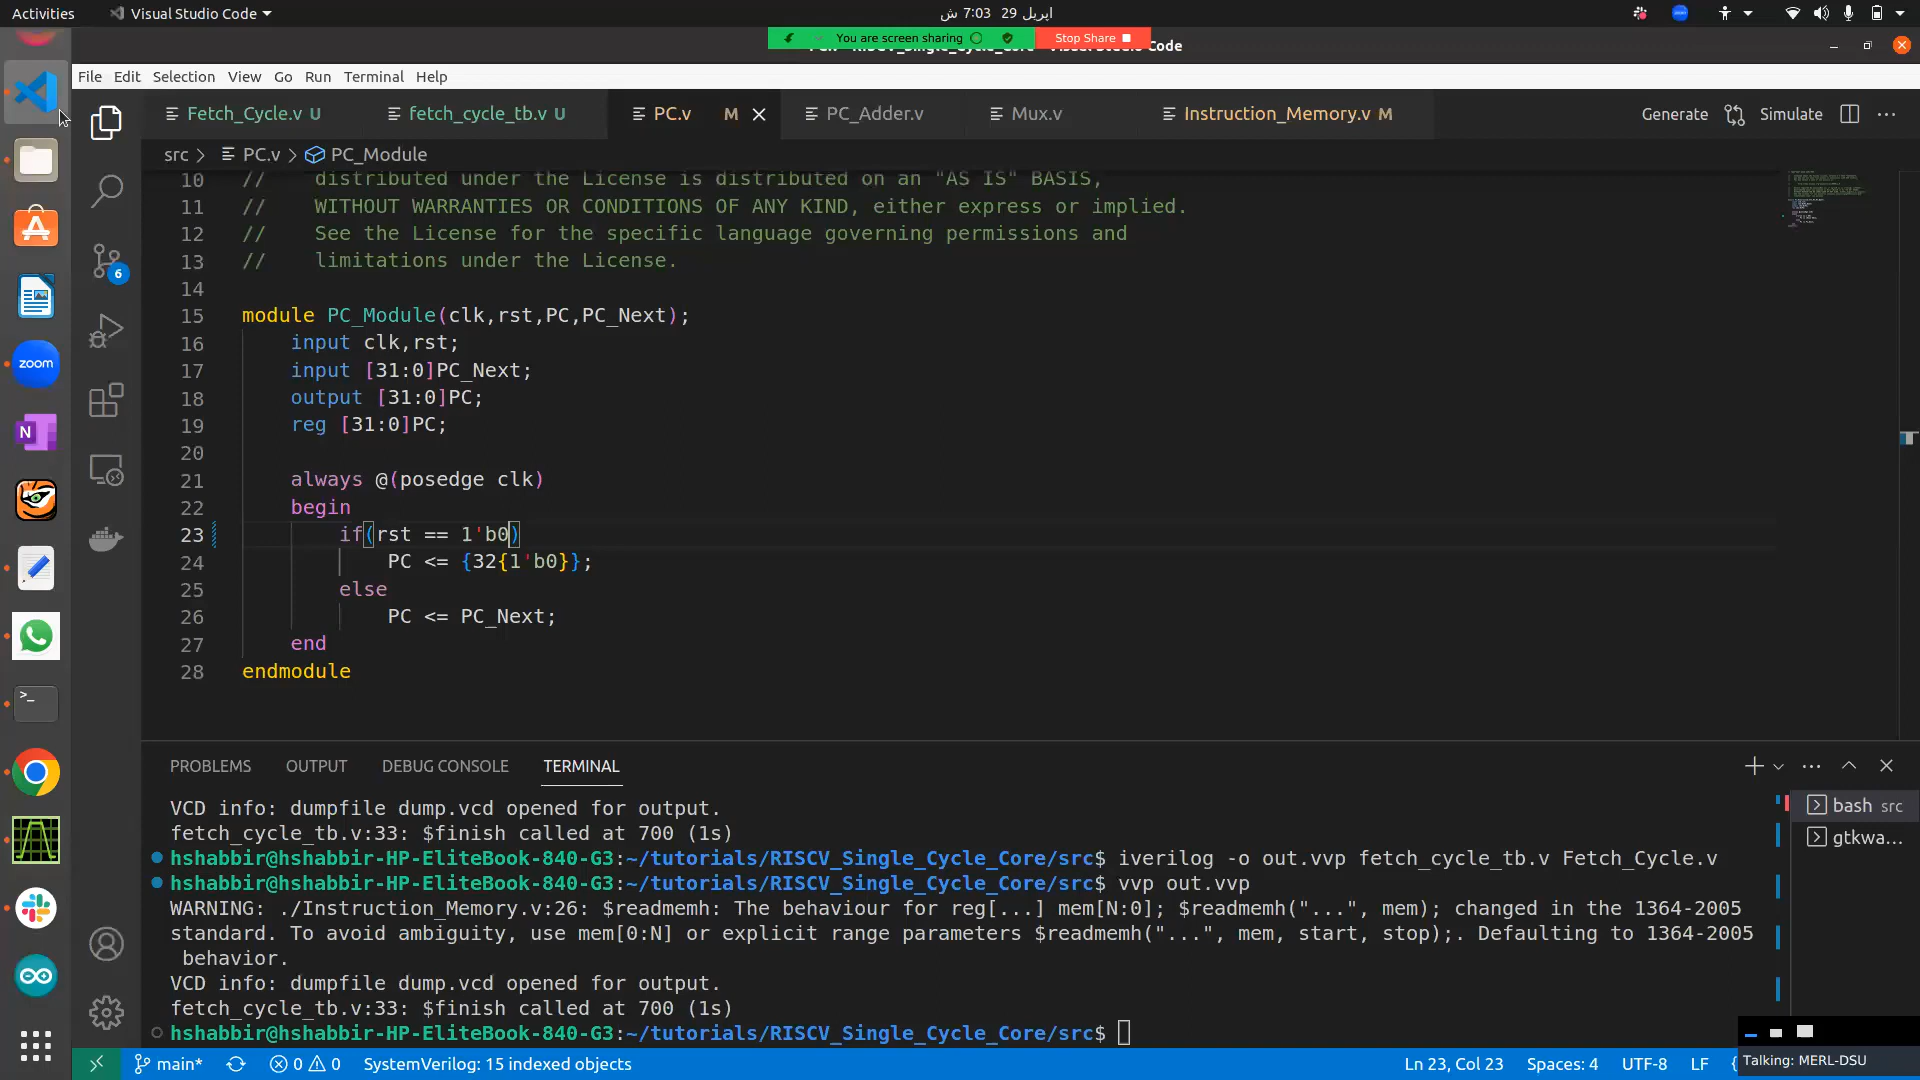 Activities
Visual Studio Code
7:03 ش
29 اپریل
You are screen sharing
Stop Share
File Edit Selection View Go Run Terminal Help
Fetch_Cycle.v U
fetch_cycle_tb.v U
PC.v M
PC_Adder.v
Mux.v
Instruction_Memory.v M
Generate
Simulate
src > PC.v > PC_Module
10 // distributed under the License is distributed on an "AS IS" BASIS,
11 // WITHOUT WARRANTIES OR CONDITIONS OF ANY KIND, either express or implied.
12 // See the License for the specific language governing permissions and
13 // limitations under the License.
14
15 module PC_Module(clk,rst,PC,PC_Next);
16 input clk,rst;
17 input [31:0]PC_Next;
18 output [31:0]PC;
19 reg [31:0]PC;
20
21 always @(posedge clk)
22 begin
23 if(rst == 1'b0)
24 PC <= {32{1'b0}};
25 else
26 PC <= PC_Next;
27 end
28 endmodule
6
zoom
N
PROBLEMS OUTPUT DEBUG CONSOLE TERMINAL
VCD info: dumpfile dump.vcd opened for output.
fetch_cycle_tb.v:33: $finish called at 700 (1s)
hshabbir@hshabbir-HP-EliteBook-840-G3:~/tutorials/RISCV_Single_Cycle_Core/src$ iverilog -o out.vvp fetch_cycle_tb.v Fetch_Cycle.v
hshabbir@hshabbir-HP-EliteBook-840-G3:~/tutorials/RISCV_Single_Cycle_Core/src$ vvp out.vvp
WARNING: ./Instruction_Memory.v:26: $readmemh: The behaviour for reg[...] mem[N:0]; $readmemh("...", mem); changed in the 1364-2005
standard. To avoid ambiguity, use mem[0:N] or explicit range parameters $readmemh("...", mem, start, stop);. Defaulting to 1364-2005
behavior.
VCD info: dumpfile dump.vcd opened for output.
fetch_cycle_tb.v:33: $finish called at 700 (1s)
hshabbir@hshabbir-HP-EliteBook-840-G3:~/tutorials/RISCV_Single_Cycle_Core/src$
bash src
gtkwa...
main*
0 0
SystemVerilog: 15 indexed objects
Ln 23, Col 23
Spaces: 4
UTF-8
LF
Talking: MERL-DSU